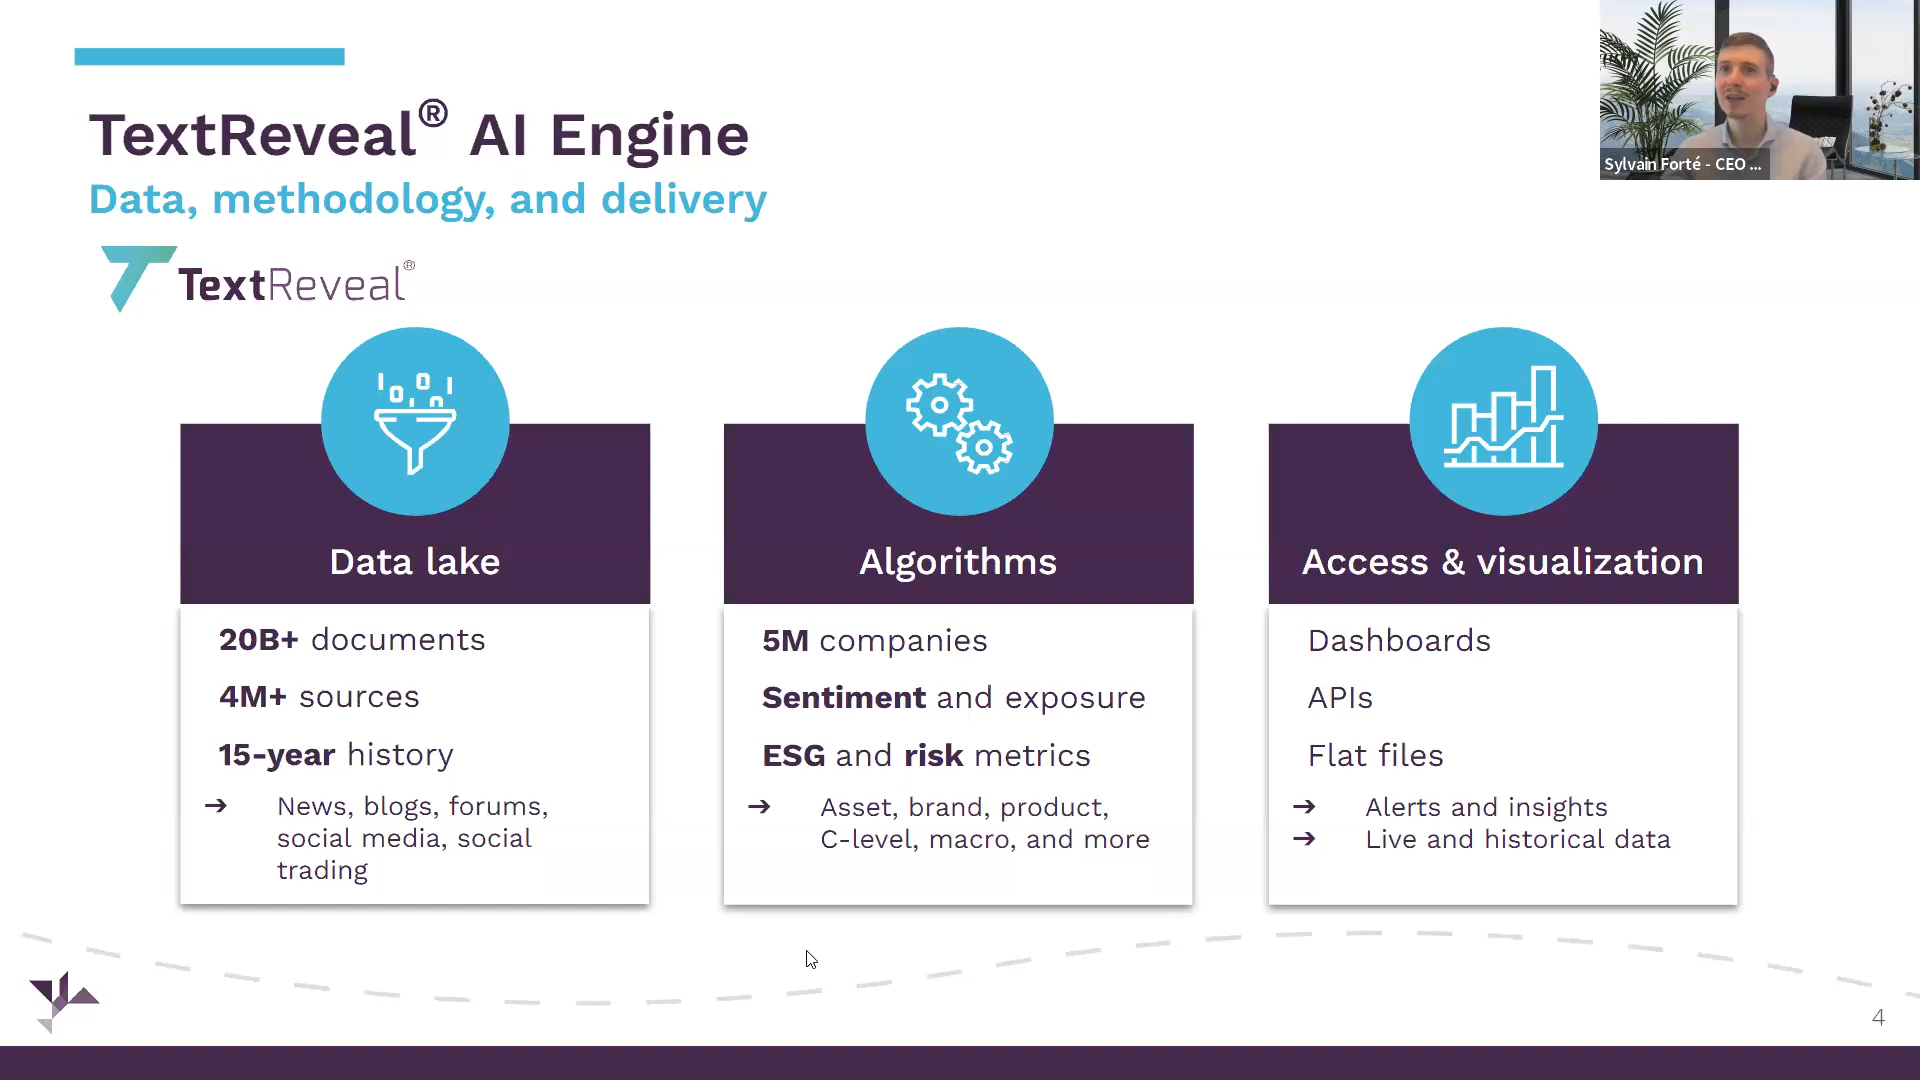 TextReveal® AI Engine
Data, methodology, and delivery
TextReveal®
Sylvain Forté - CEO ...
Data lake
20B+ documents
4M+ sources
15-year history
➔ News, blogs, forums,
social media, social
trading
Algorithms
5M companies
Sentiment and exposure
ESG and risk metrics
➔ Asset, brand, product,
C-level, macro, and more
Access & visualization
Dashboards
APIs
Flat files
➔ Alerts and insights
➔ Live and historical data
4